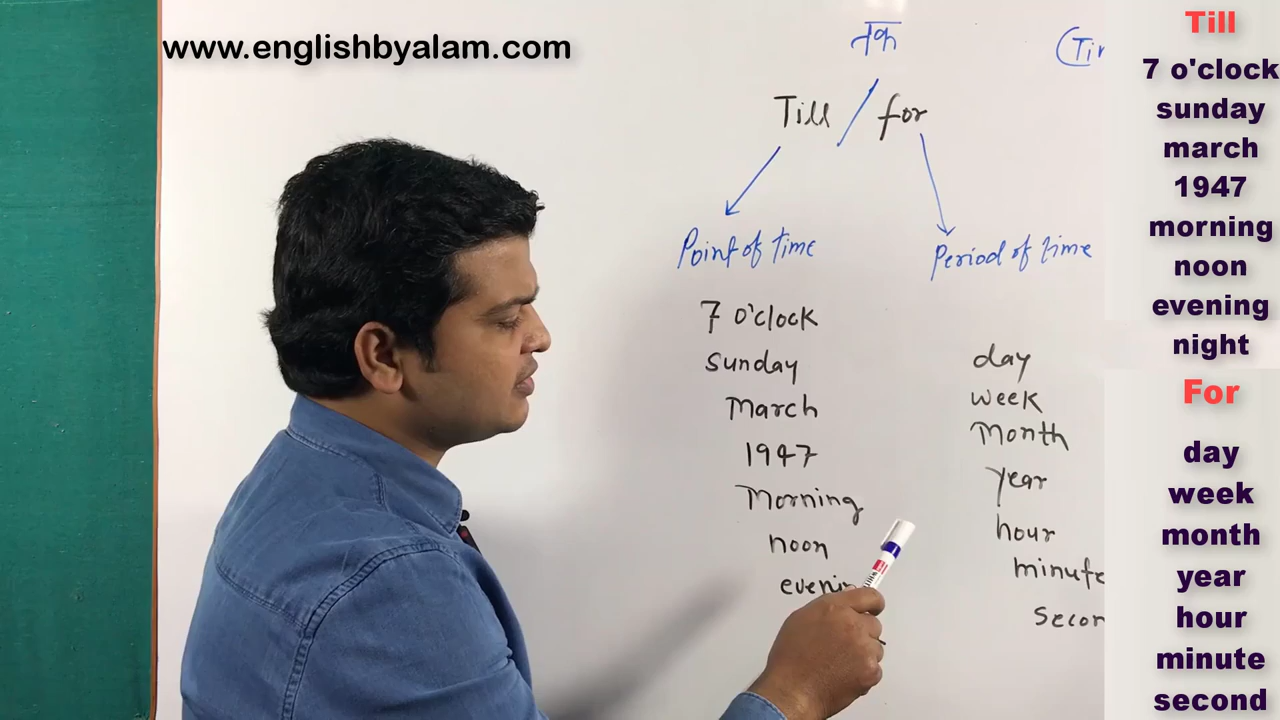 www.englishbyalam.com
तक
Till / for
Point of time
Period of time
7 o'clock
sunday
March
1947
Morning
noon
day
week
Month
year
hour
Till
7 o'clock
sunday
march
1947
morning
noon
evening
night
For
day
week
month
year
hour
minute
second